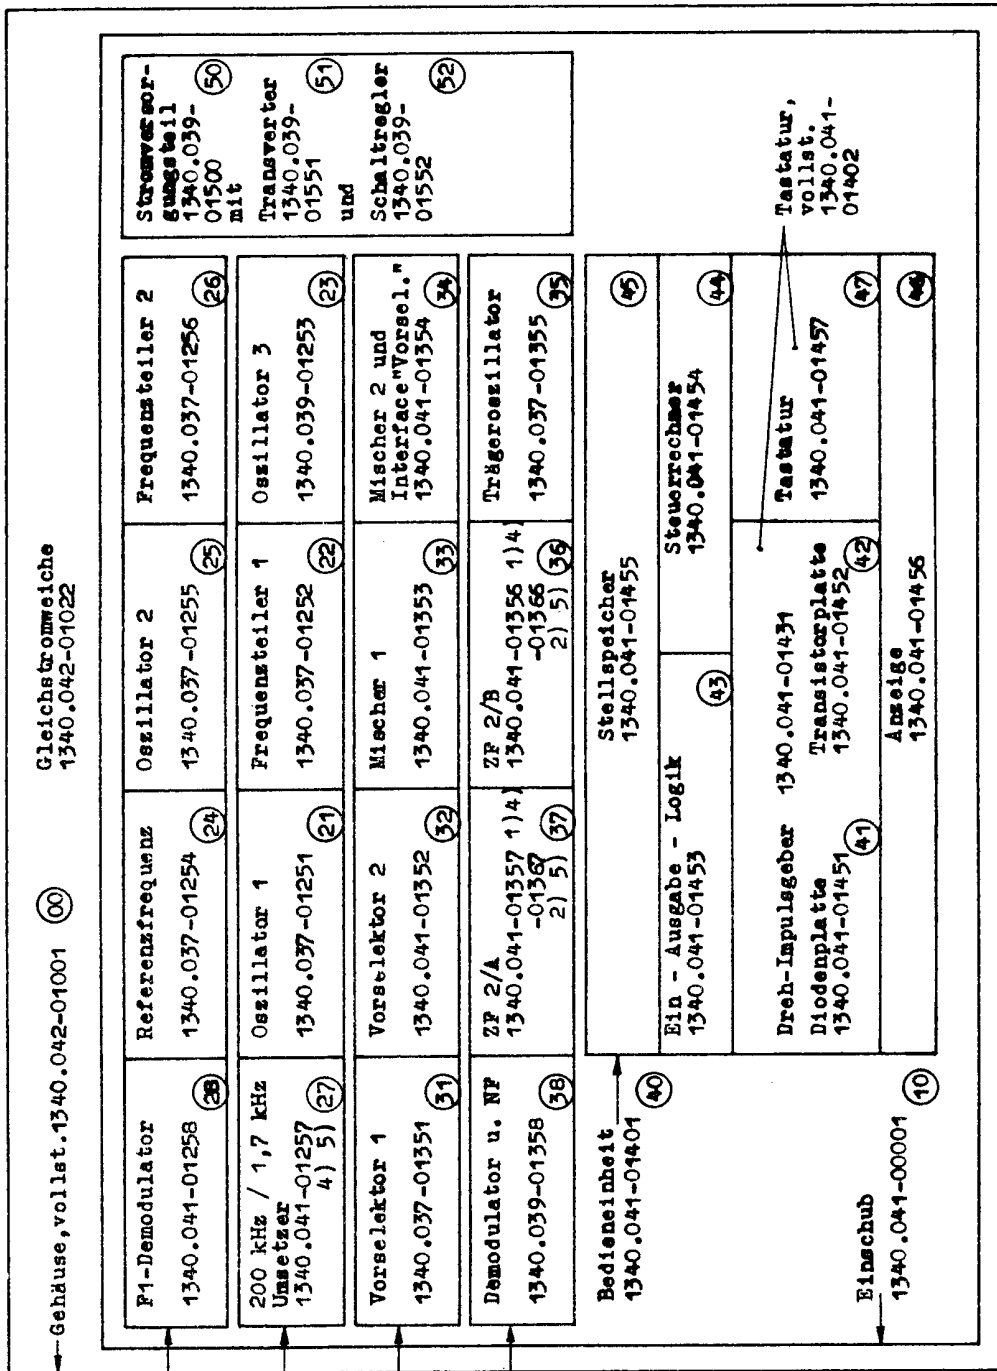 Gehäuse,vollst.1340.042-01001 (00)
Gleichstromweiche
1340.042-01022
F1-Demodulator
1340.041-01258
(28)
Referenzfrequenz
1340.037-01254
(24)
Oszillator 2
1340.037-01255
(25)
Frequenzteiler 2
1340.037-01256
(26)
Stromversor-
gungsteil
1340.039-
01500
mit
(50)
Transverter
1340.039-
01551
(51)
und
Schaltregler
1340.039-
01552
(52)
200 kHz / 1,7 kHz
Umsetzer
1340.041-01257
4) 5)
(27)
Oszillator 1
1340.037-01251
(21)
Frequenzteiler 1
1340.037-01252
(22)
Oszillator 3
1340.039-01253
(23)
Vorselektor 1
1340.037-01351
(31)
Vorselektor 2
1340.041-01352
(32)
Mischer 1
1340.041-01353
(33)
Mischer 2 und
Interface"Vorsel."
1340.041-01354
(34)
Demodulator u. NF
1340.039-01358
(38)
ZF 2/A
1340.041-01357 1)4)
-01367
2) 5)
(37)
ZF 2/B
1340.041-01356 1)4)
-01366
2) 5)
(36)
Trägeroszillator
1340.037-01355
(35)
Bedieneinheit
1340.041-01401
(40)
Stellspeicher
1340.041-01455
(45)
Ein - Ausgabe - Logik
1340.041-01453
(43)
Steuerrechner
1340.041-01454
(44)
Dreh-Impulsgeber 1340.041-01431
Diodenplatte
1340.041-01451
(41)
Transistorplatte
1340.041-01452
(42)
Tastatur
1340.041-01457
(47)
Tastatur,
vollst.
1340.041-
01402
Anzeige
1340.041-01456
(46)
Einschub
1340.041-00001
(10)